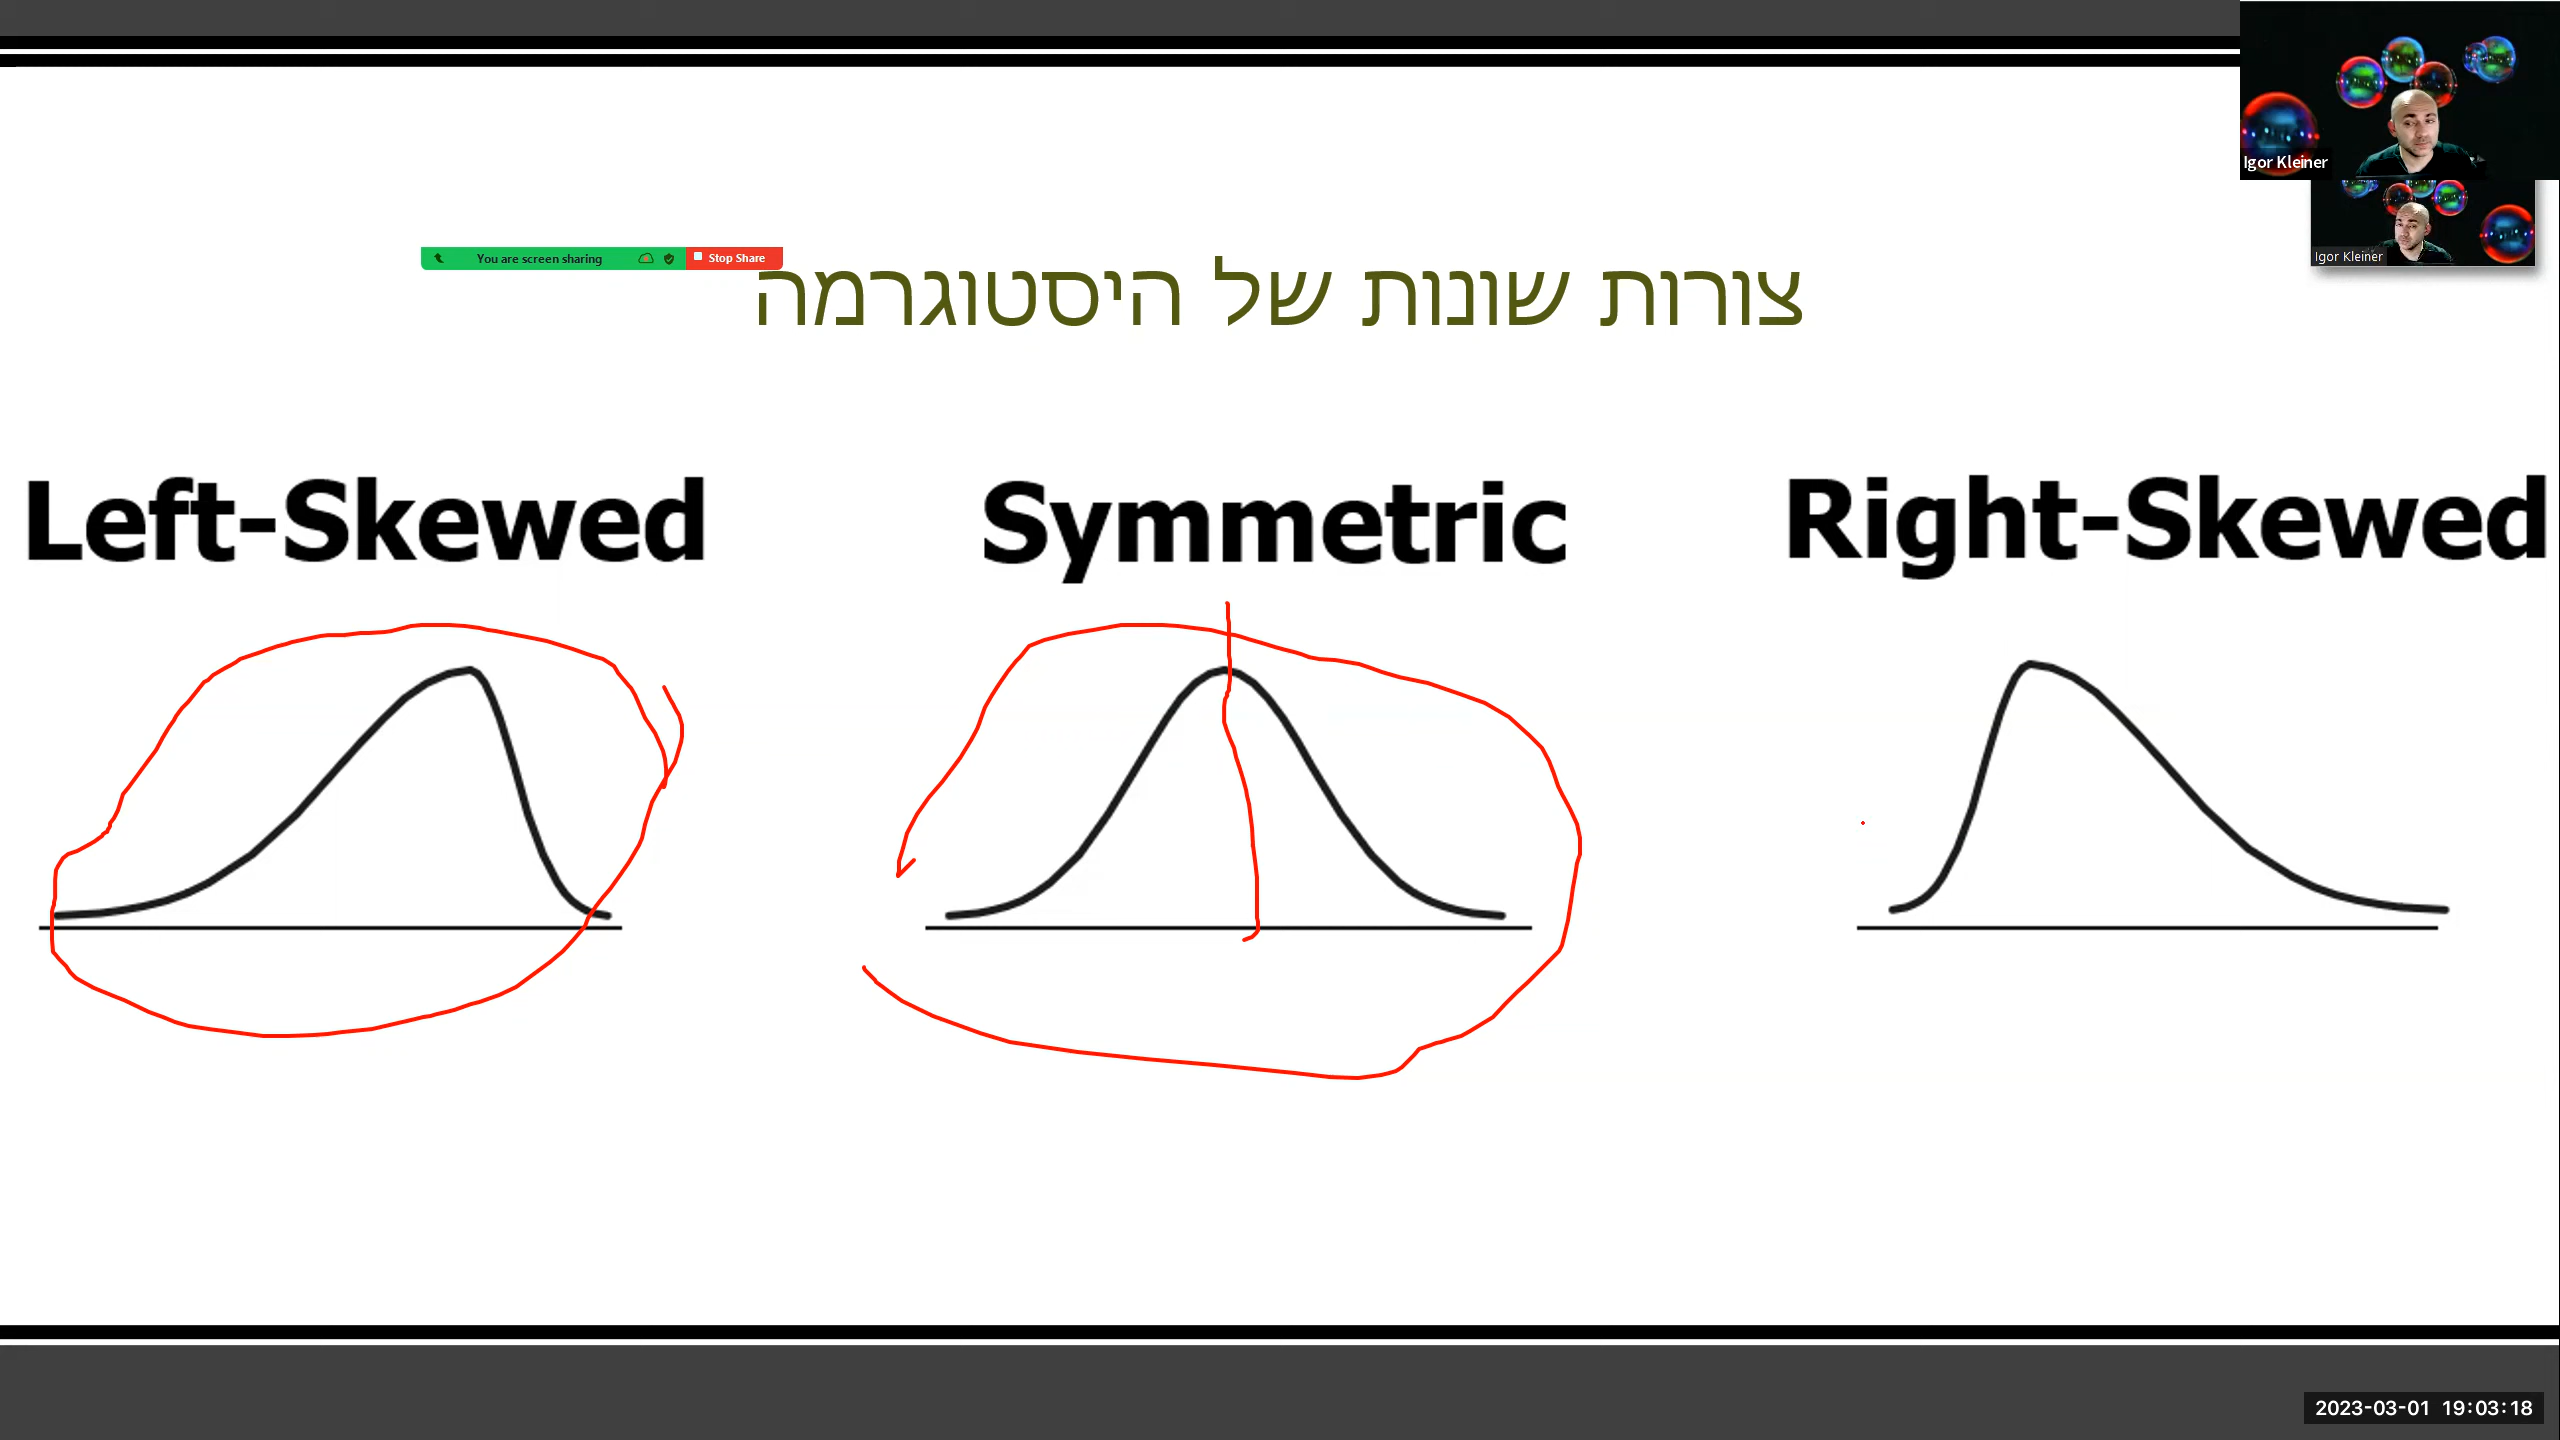 Igor Kleiner
Igor Kleiner
You are screen sharing Stop Share
צורות שונות של היסטוגרמה
Left-Skewed
Symmetric
Right-Skewed
2023-03-01 19:03:18